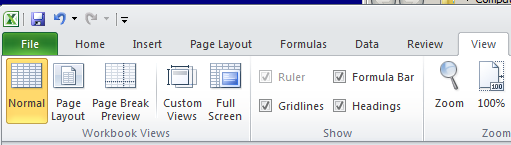 Comput
File Home Insert Page Layout Formulas Data Review View
Normal Page Layout Page Break Preview Custom Views Full Screen Ruler Formula Bar Zoom 100%
Gridlines Headings
Workbook Views Show Zoom